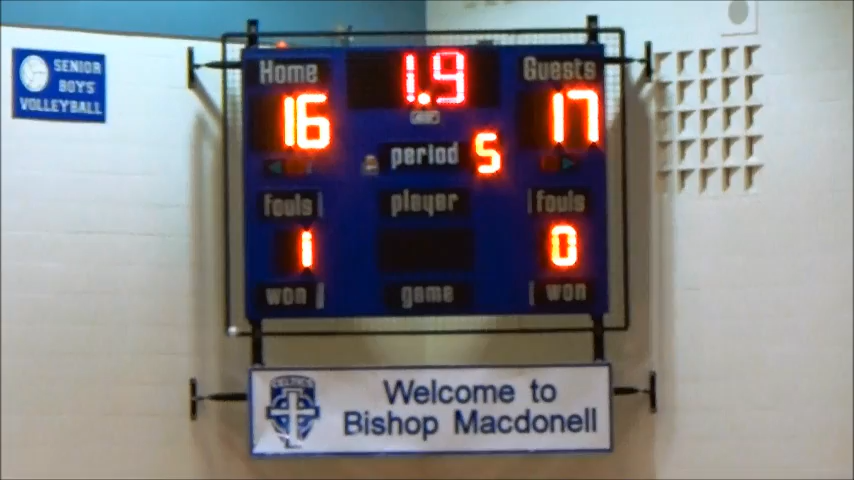 SENIOR
BOYS'
VOLLEYBALL
Home 1.9 Guests
16 17
period 5
fouls player fouls
1 0
won game won
Welcome to
Bishop Macdonell